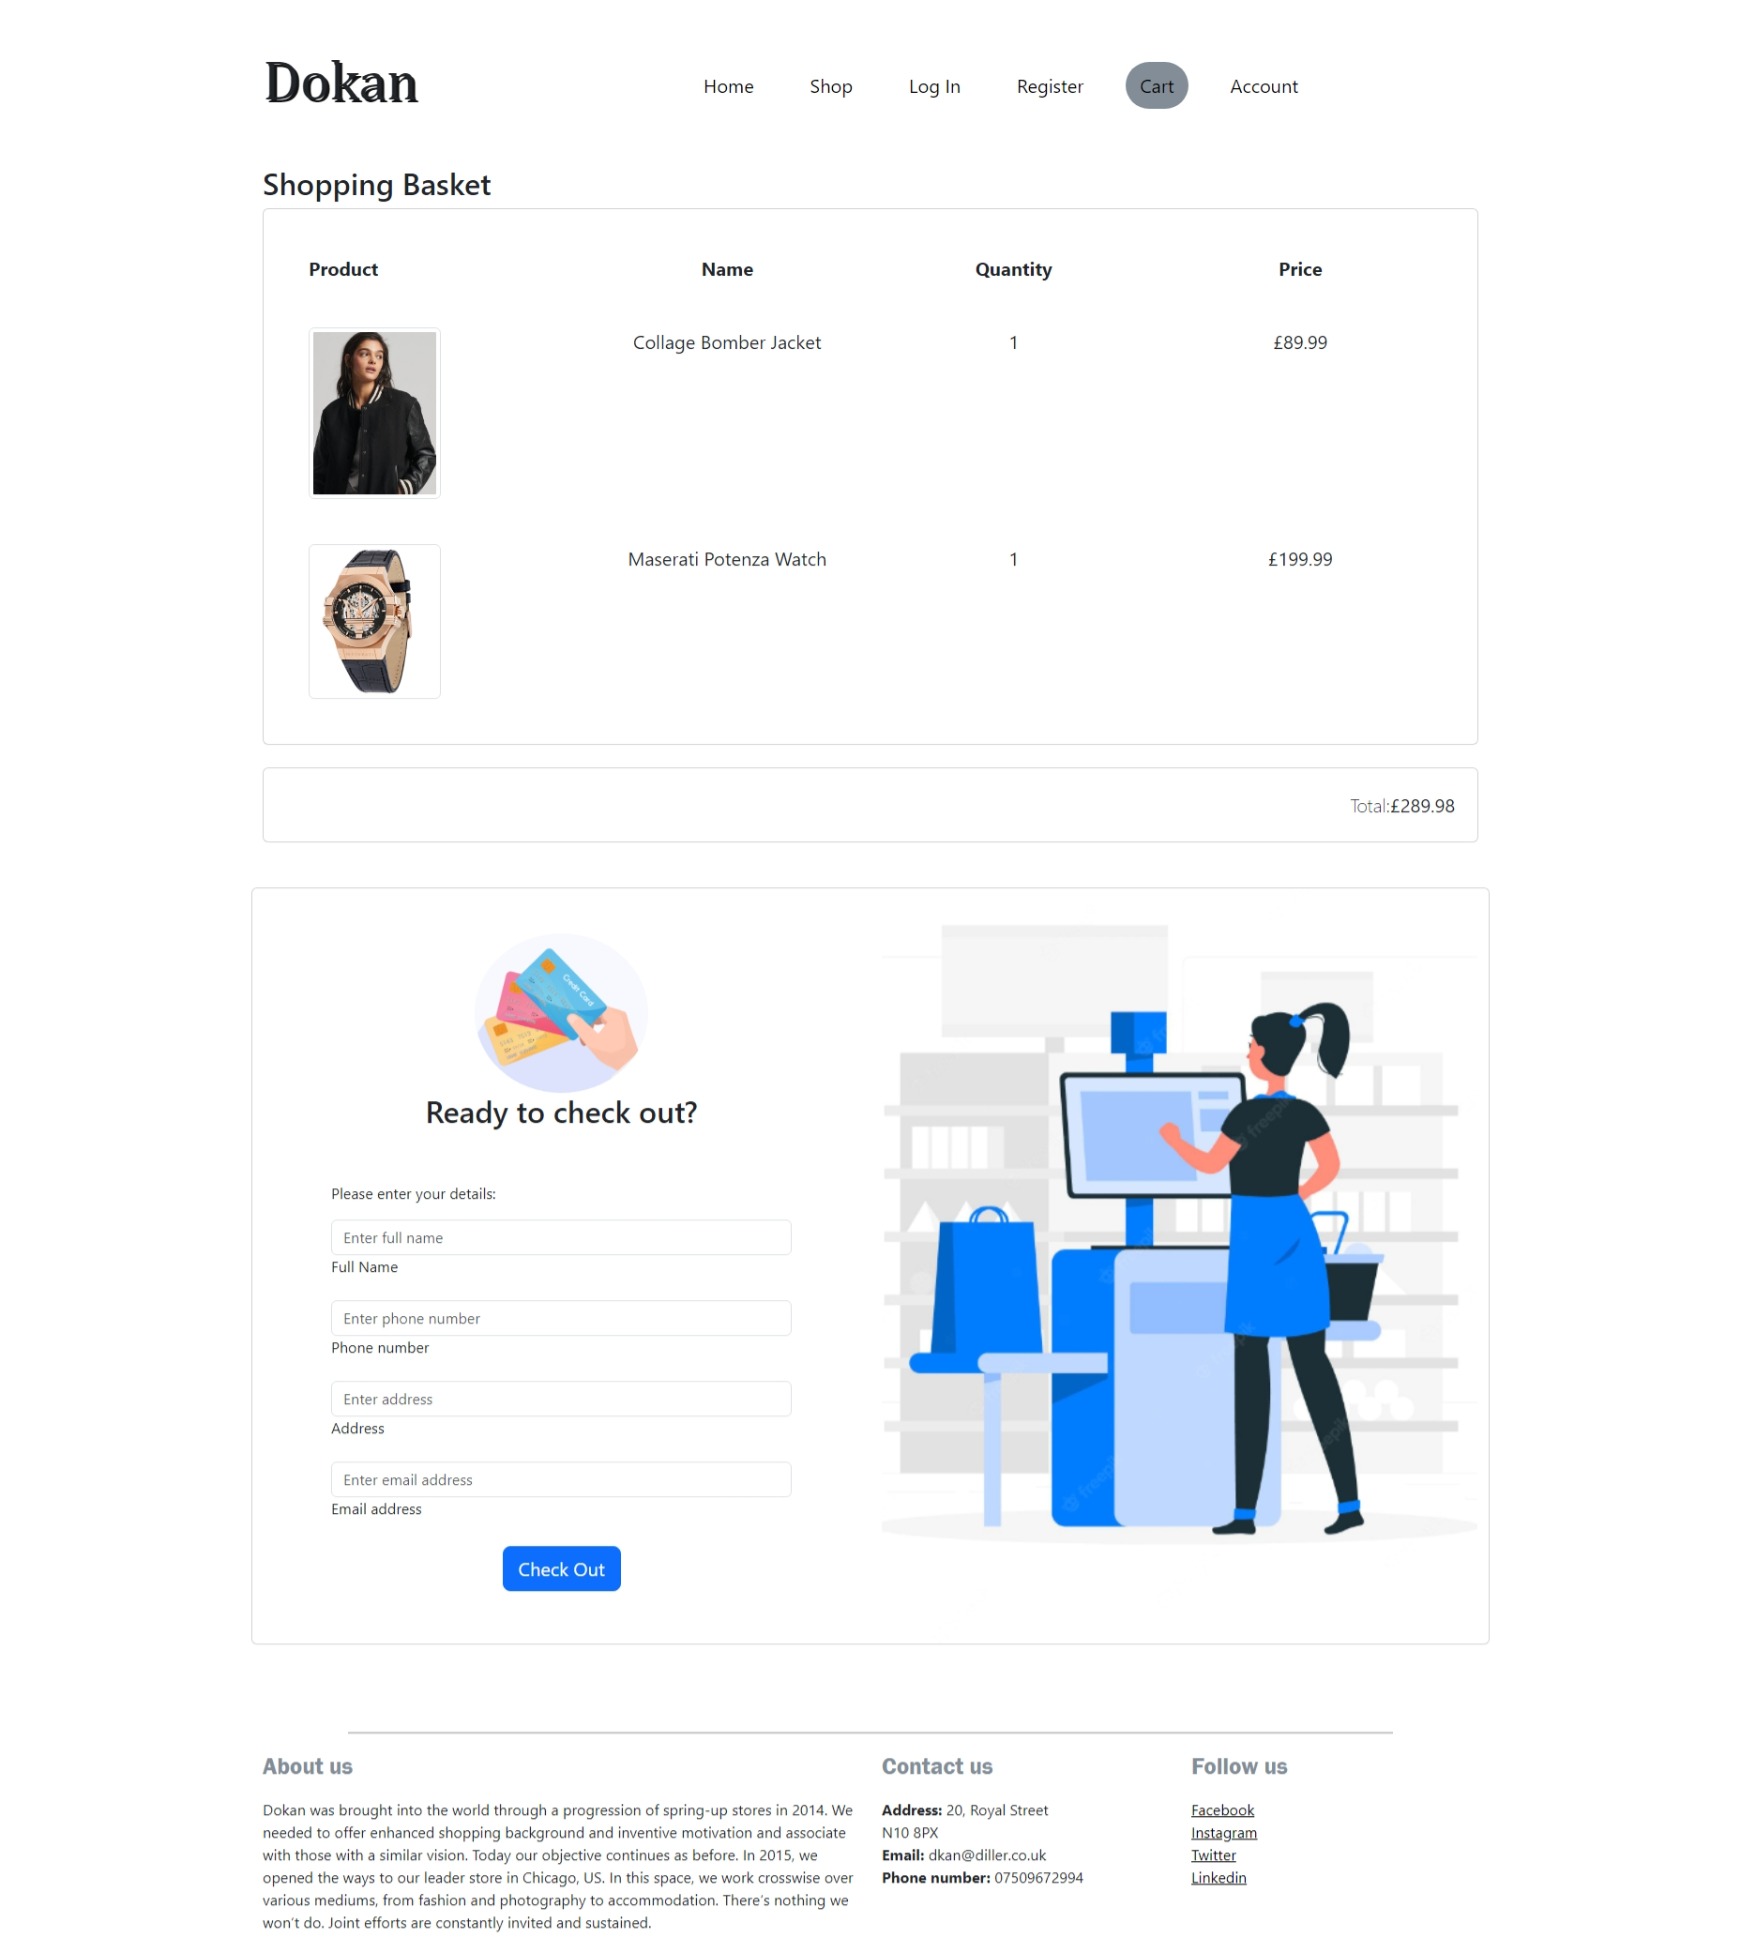 Dokan
Home Shop Log In Register Cart Account
Shopping Basket
Product Name Quantity Price
Collage Bomber Jacket 1 £89.99
Maserati Potenza Watch 1 £199.99
Total:£289.98
Credit Card
Ready to check out?
Please enter your details:
Enter full name
Full Name
Enter phone number
Phone number
Enter address
Address
Enter email address
Email address
Check Out
freepik
freepik
freepik
About us
Dokan was brought into the world through a progression of spring-up stores in 2014. We
needed to offer enhanced shopping background and inventive motivation and associate
with those with a similar vision. Today our objective continues as before. In 2015, we
opened the ways to our leader store in Chicago, US. In this space, we work crosswise over
various mediums, from fashion and photography to accommodation. There's nothing we
won't do. Joint efforts are constantly invited and sustained.
Contact us
Address: 20, Royal Street
N10 8PX
Email: dkan@diller.co.uk
Phone number: 07509672994
Follow us
Facebook
Instagram
Twitter
Linkedin